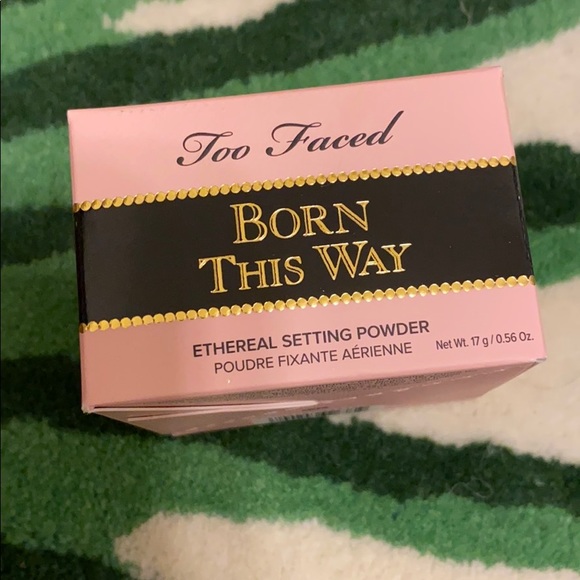 Too Faced
BORN
THIS WAY
ETHEREAL SETTING POWDER
POUDRE FIXANTE AÉRIENNE
Net Wt. 17 g / 0.56 Oz.